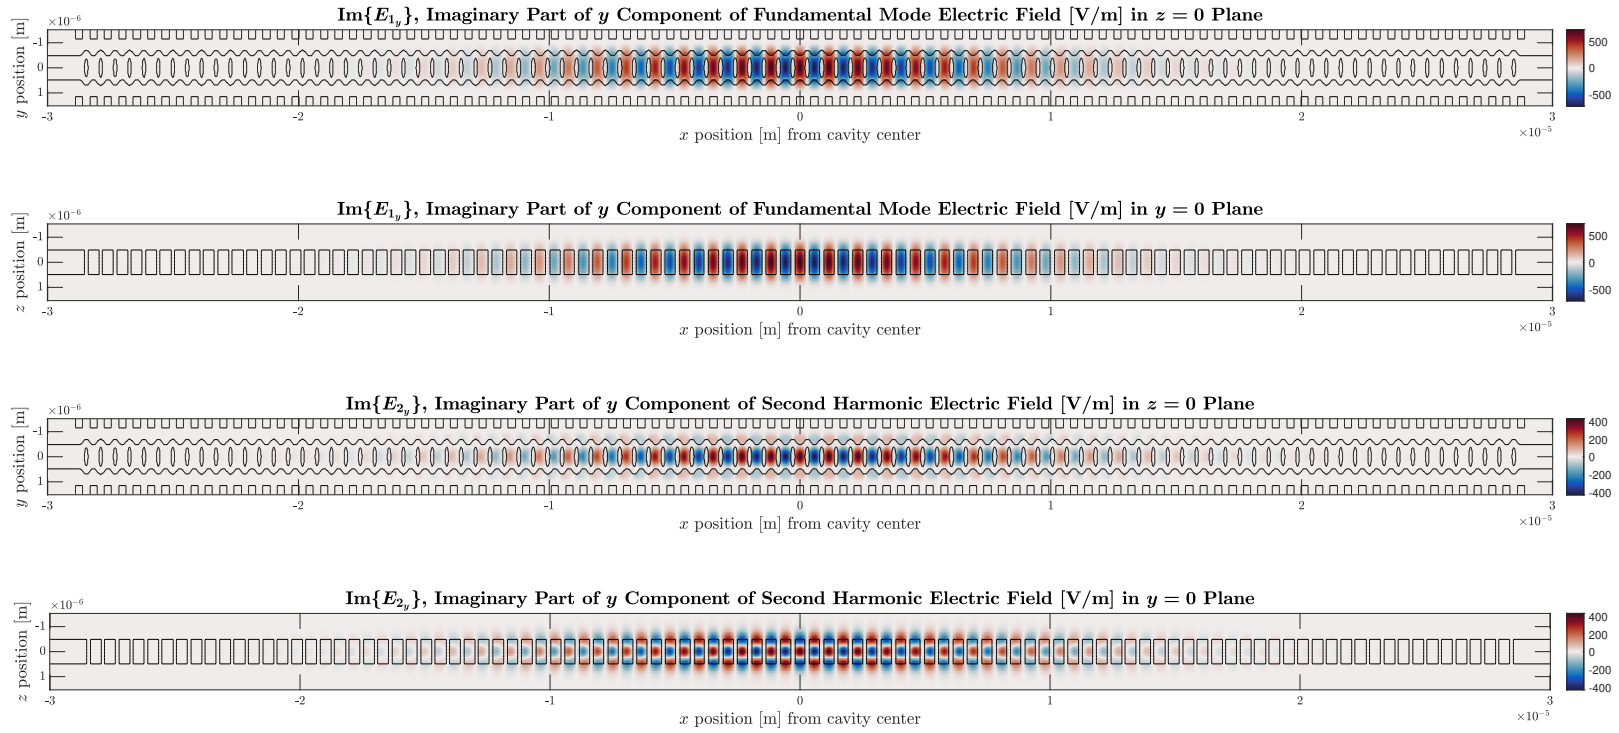 Im{E₁ᵧ}, Imaginary Part of y Component of Fundamental Mode Electric Field [V/m] in z = 0 Plane
×10⁻⁶
y position [m]
-1
0
1
-3 -2 -1 0 1 2 3
x position [m] from cavity center
×10⁻⁵
500
0
-500
Im{E₁ᵧ}, Imaginary Part of y Component of Fundamental Mode Electric Field [V/m] in y = 0 Plane
×10⁻⁶
z position [m]
-1
0
1
-3 -2 -1 0 1 2 3
x position [m] from cavity center
×10⁻⁵
500
0
-500
Im{E₂ᵧ}, Imaginary Part of y Component of Second Harmonic Electric Field [V/m] in z = 0 Plane
×10⁻⁶
y position [m]
-1
0
1
-3 -2 -1 0 1 2 3
x position [m] from cavity center
×10⁻⁵
400
200
0
-200
-400
Im{E₂ᵧ}, Imaginary Part of y Component of Second Harmonic Electric Field [V/m] in y = 0 Plane
×10⁻⁶
z position [m]
-1
0
1
-3 -2 -1 0 1 2 3
x position [m] from cavity center
×10⁻⁵
400
200
0
-200
-400